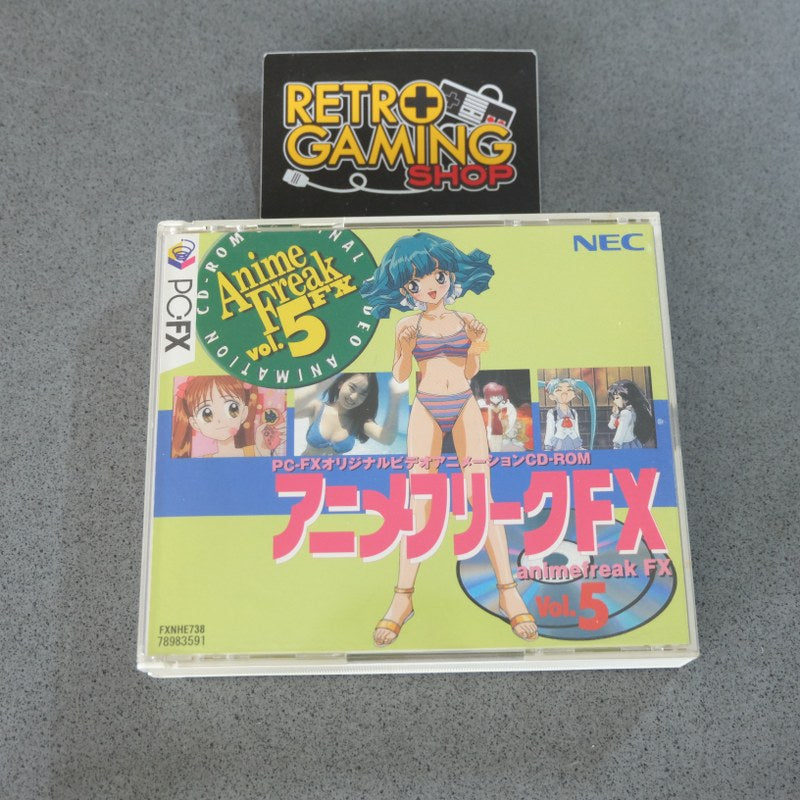 RETRO
GAMING
SHOP
PC-FX
CD-ROM
NAL VIDEO ANIMATION
Anime
Freak
FX
vol. 5
NEC
PC-FXオリジナルビデオアニメーションCD-ROM
アニメフリークFX
animefreak FX
Vol. 5
FXNHE738
78983591